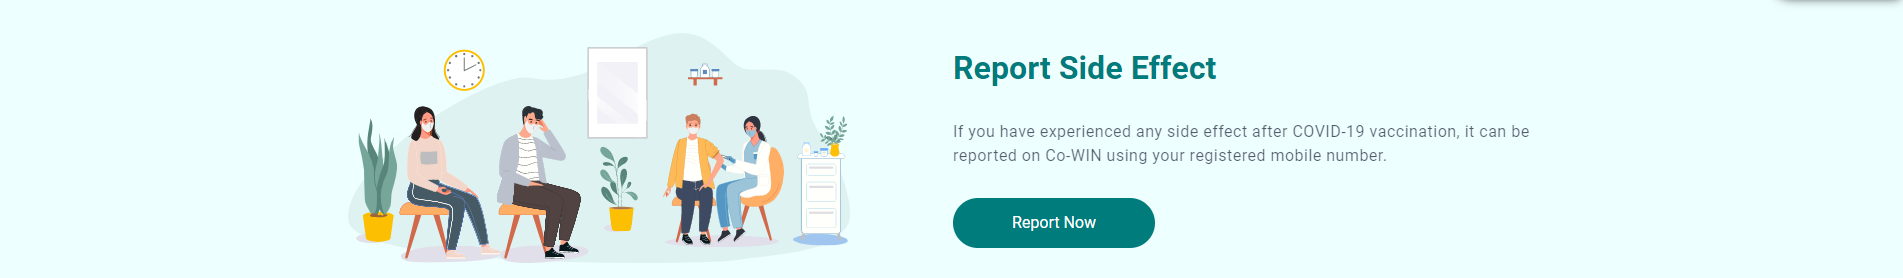 Report Side Effect
If you have experienced any side effect after COVID-19 vaccination, it can be
reported on Co-WIN using your registered mobile number.
Report Now